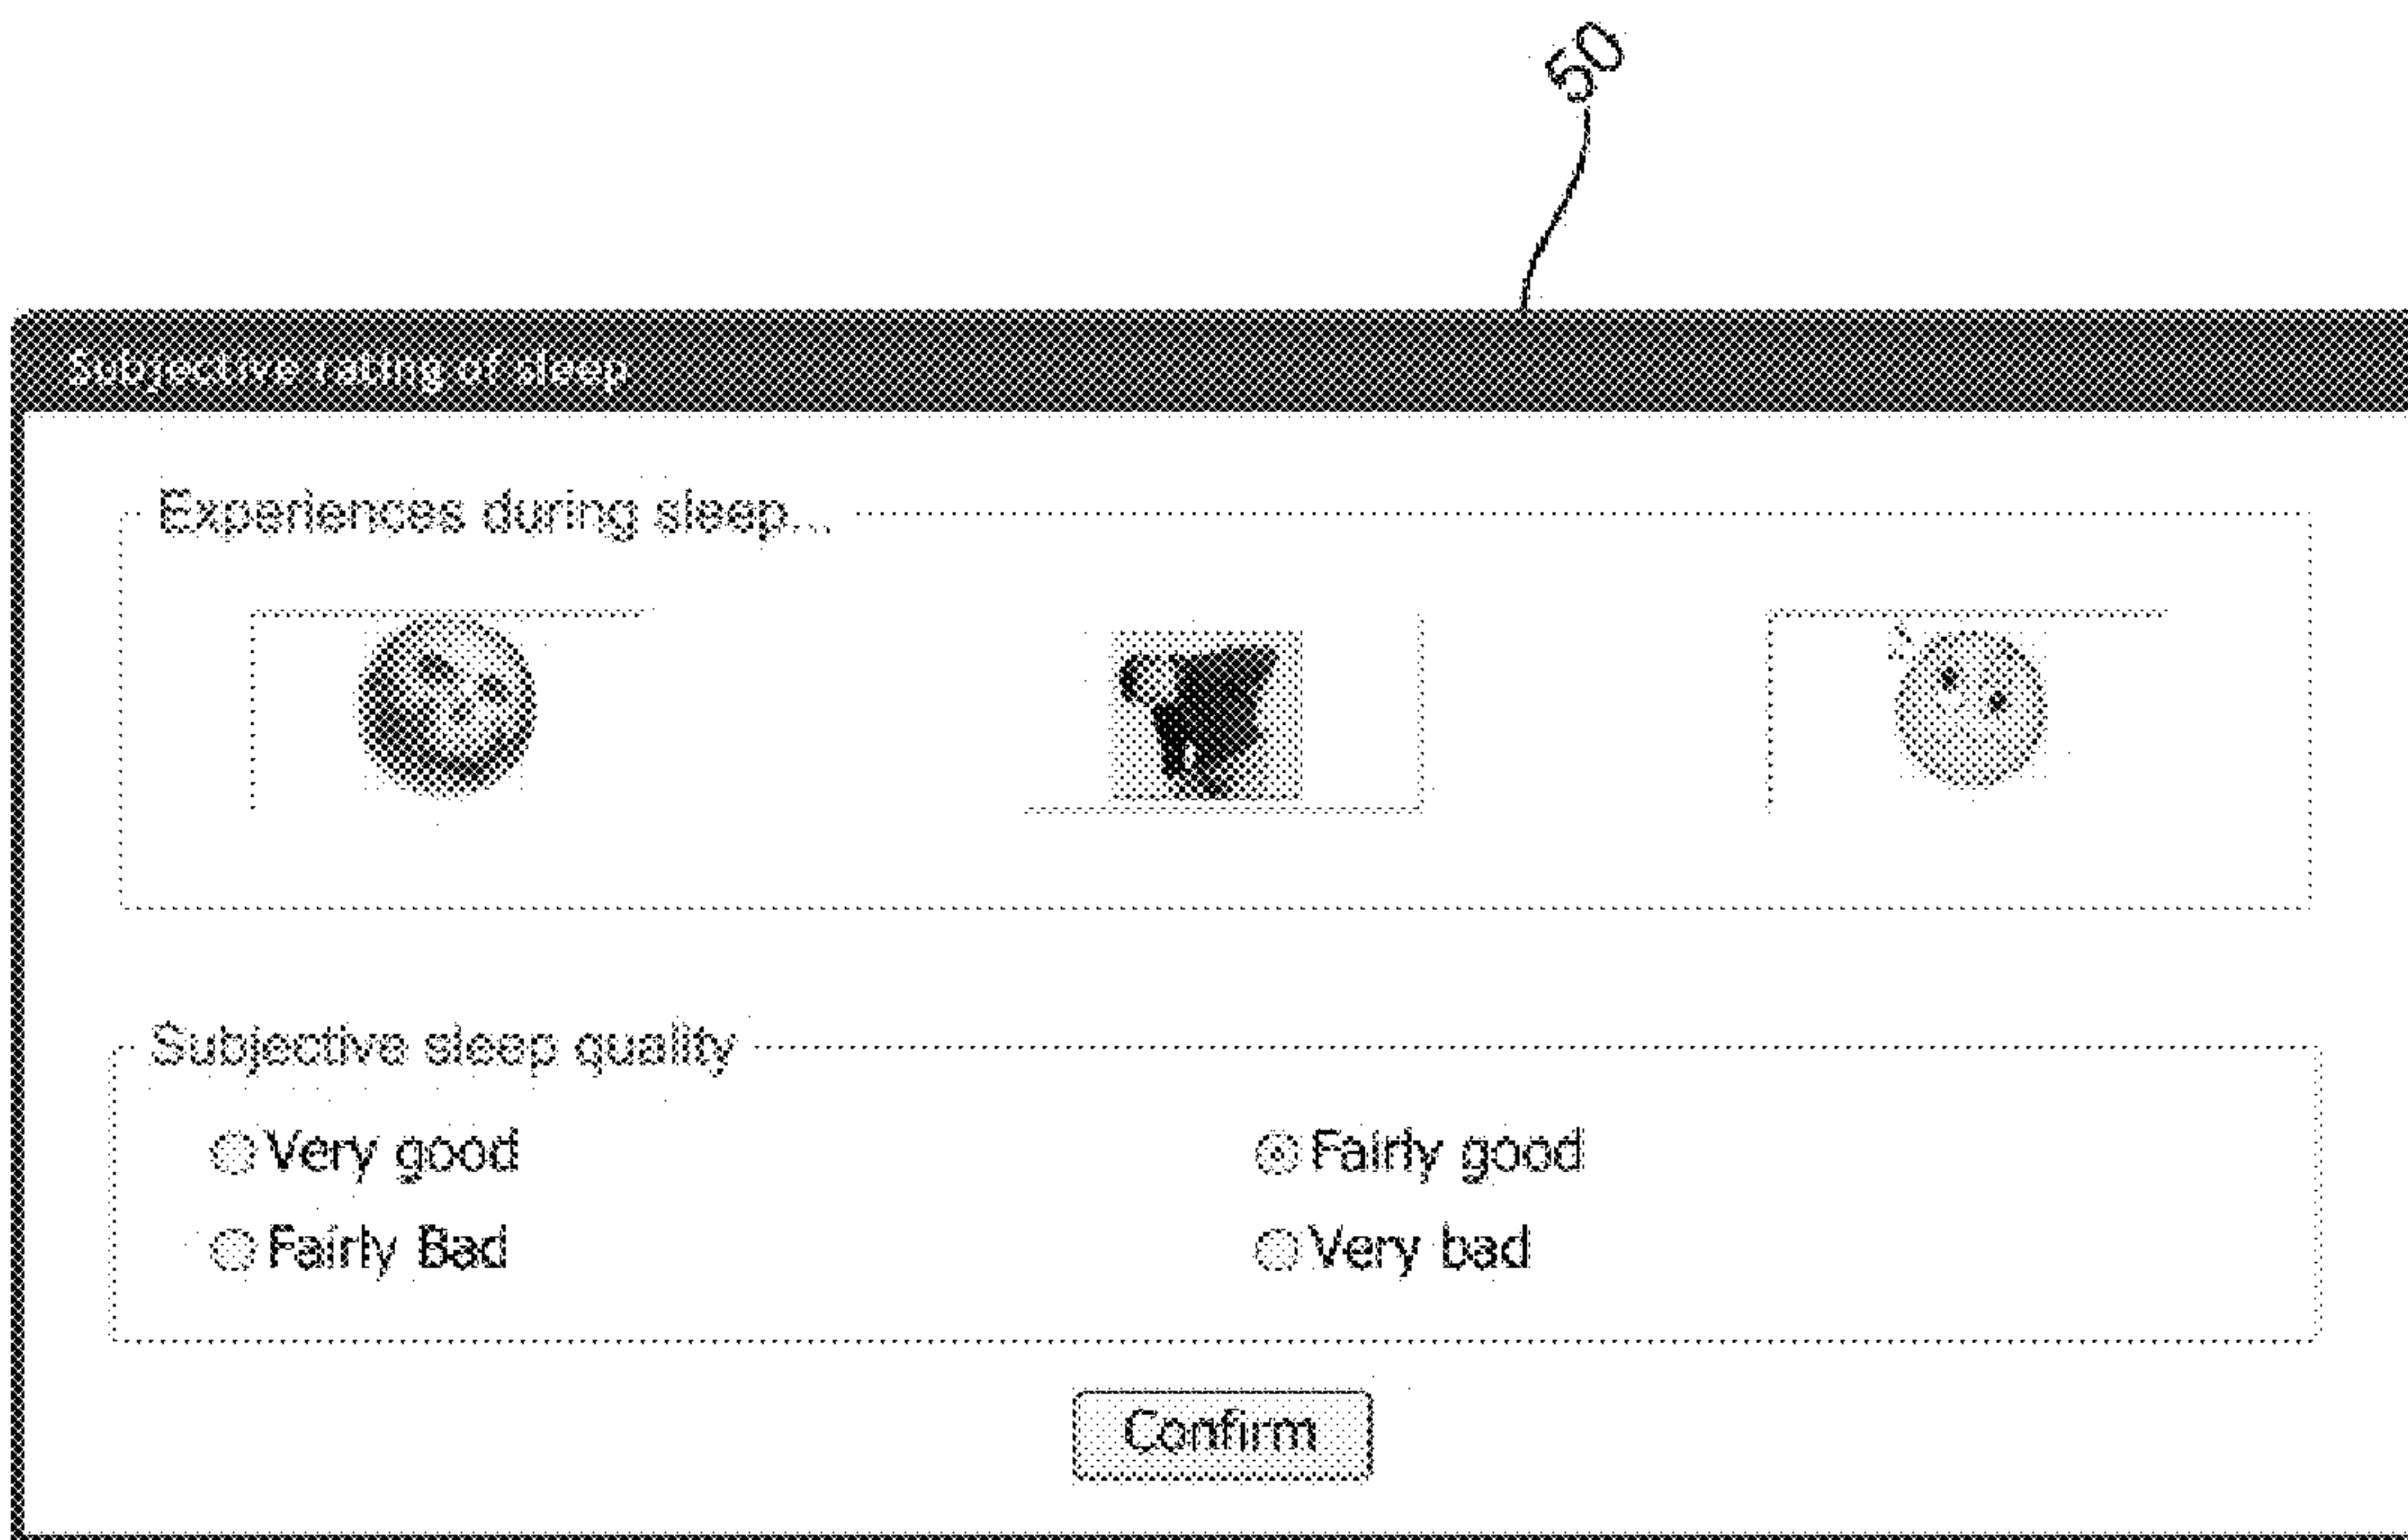 50
Subjective rating of sleep
Experiences during sleep...
Subjective sleep quality
Very good Fairly good
Fairly Bad Very bad
Confirm